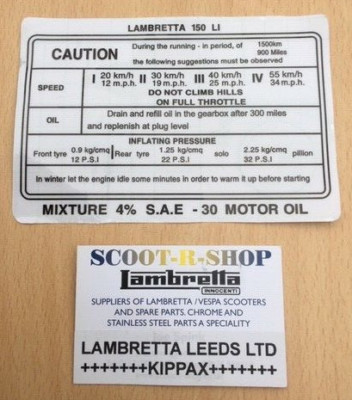 LAMBRETTA 150 LI
CAUTION
During the running - in period, of 1500km 900 Miles
the following suggestions must be observed
SPEED
I 20 km/h 12 m.p.h. II 30 km/h 19 m.p.h. III 40 km/h 25 m.p.h. IV 55 km/h 34 m.p.h.
DO NOT CLIMB HILLS
ON FULL THROTTLE
OIL
Drain and refill oil in the gearbox after 300 miles
and replenish at plug level
INFLATING PRESSURE
Front tyre 0.9 kg/cmq 12 P.S.I Rear tyre 1.25 kg/cmq 22 P.S.I solo 2.25 kg/cmq 32 P.S.I pillion
In winter let the engine idle some minutes in order to warm it up before starting
MIXTURE 4% S.A.E - 30 MOTOR OIL
SCOOT-R-SHOP
Lambretta
INNOCENTI
SUPPLIERS OF LAMBRETTA / VESPA SCOOTERS
AND SPARE PARTS. CHROME AND
STAINLESS STEEL PARTS A SPECIALITY
LAMBRETTA LEEDS LTD
+++++++KIPPAX+++++++